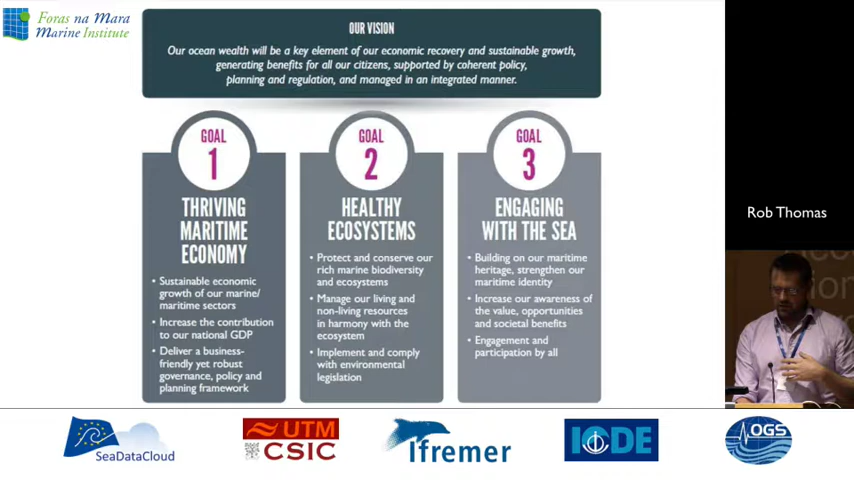 Foras na Mara
Marine Institute
OUR VISION
Our ocean wealth will be a key element of our economic recovery and sustainable growth,
generating benefits for all our citizens, supported by coherent policy,
planning and regulation, and managed in an integrated manner.
GOAL
1
THRIVING
MARITIME
ECONOMY
• Sustainable economic
growth of our marine/
maritime sectors
• Increase the contribution
to our national GDP
• Deliver a business-
friendly yet robust
governance, policy and
planning framework
GOAL
2
HEALTHY
ECOSYSTEMS
• Protect and conserve our
rich marine biodiversity
and ecosystems
• Manage our living and
non-living resources
in harmony with the
ecosystem
• Implement and comply
with environmental
legislation
GOAL
3
ENGAGING
WITH THE SEA
• Building on our maritime
heritage, strengthen our
maritime identity
• Increase our awareness of
the value, opportunities
and societal benefits
• Engagement and
participation by all
Rob Thomas
SeaDataCloud
UTM
CSIC
Ifremer
IODE
OGS